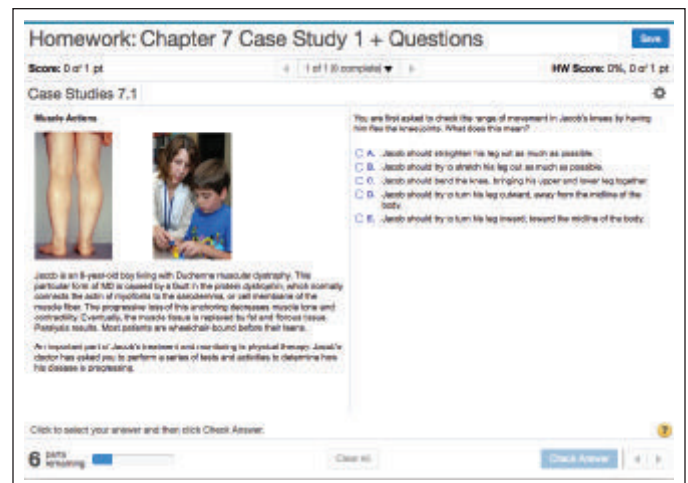 Homework: Chapter 7 Case Study 1 + Questions
Save
Score: 0 of 1 pt
1 of 1 (0 complete)
HW Score: 0%, 0 of 1 pt
Case Studies 7.1
Muscle Actions
You are first asked to check the range of movement in Jacob's knees by having
him flex the knee joints. What does this mean?
A. Jacob should straighten his leg out as much as possible.
B. Jacob should try to stretch his leg out as much as possible.
C. Jacob should bend the knee, bringing his upper and lower leg together.
D. Jacob should try to turn his leg outward, away from the midline of the
body.
E. Jacob should try to turn his leg inward, toward the midline of the body.
Jacob is an 8-year-old boy living with Duchenne muscular dystrophy. This
particular form of MD is caused by a fault in the protein dystrophin, which normally
connects the actin of myofibrils to the sarcolemma, or cell membrane of the
muscle fiber. The progressive loss of this anchoring decreases muscle tone and
contractility. Eventually, the muscle tissue is replaced by fat and fibrous tissue.
Paralysis results. Most patients are wheelchair-bound before their teens.
An important part of Jacob's treatment and monitoring is physical therapy. Jacob's
doctor has asked you to perform a series of tests and activities to determine how
his disease is progressing.
Click to select your answer and then click Check Answer.
?
6 parts
remaining
Clear All
Check Answer